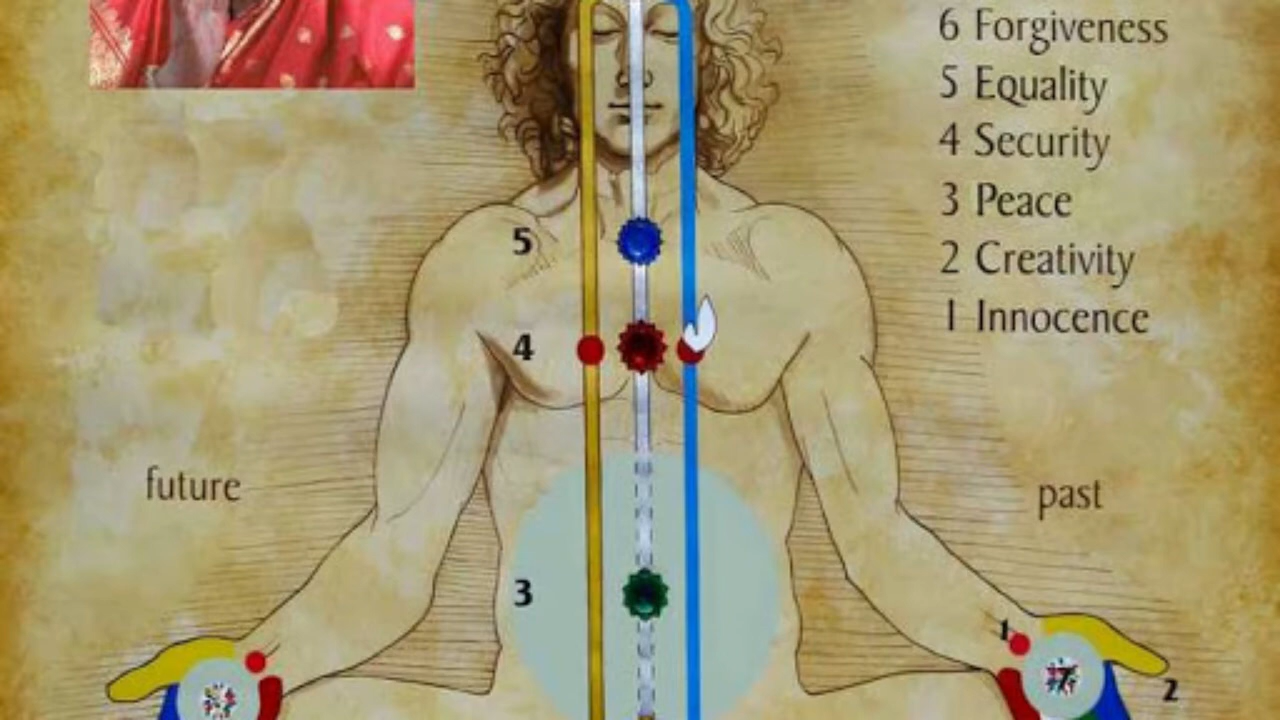 6 Forgiveness
5 Equality
4 Security
3 Peace
2 Creativity
1 Innocence
5
4
future
past
3
1
7
2